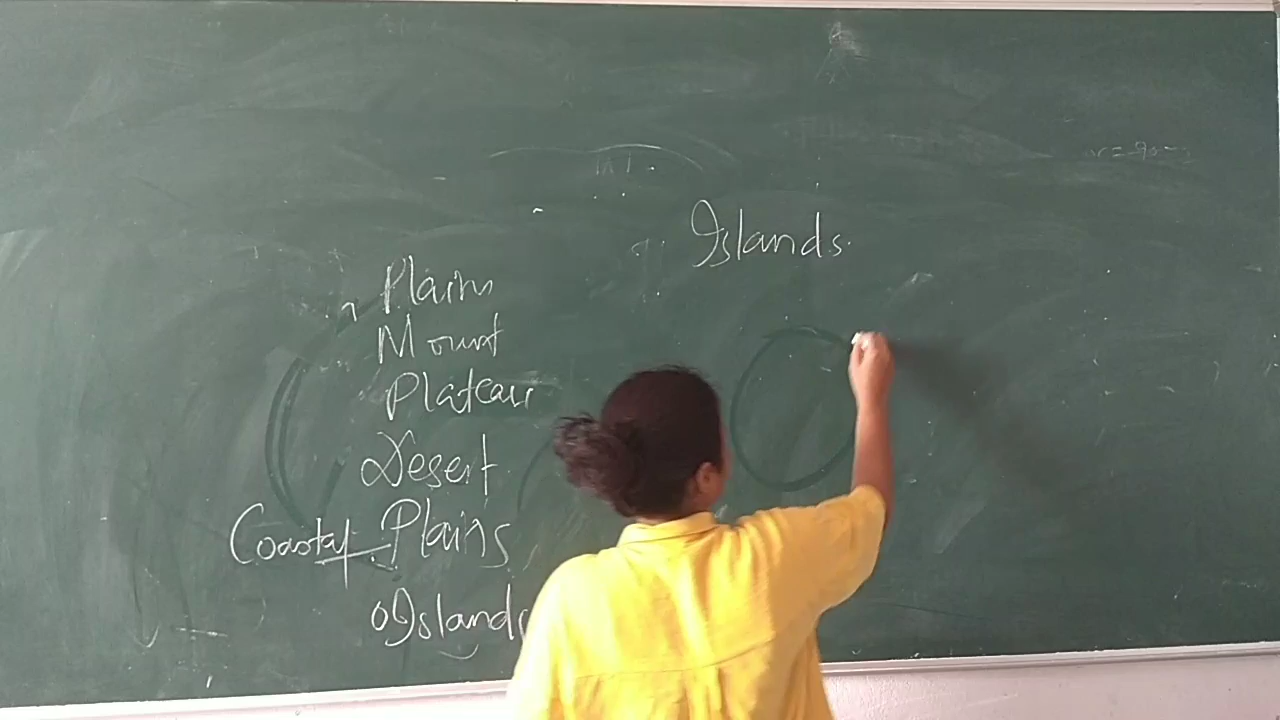 Islands
Plains
Mount
Plateau
Desert
Coastal Plains
Islands